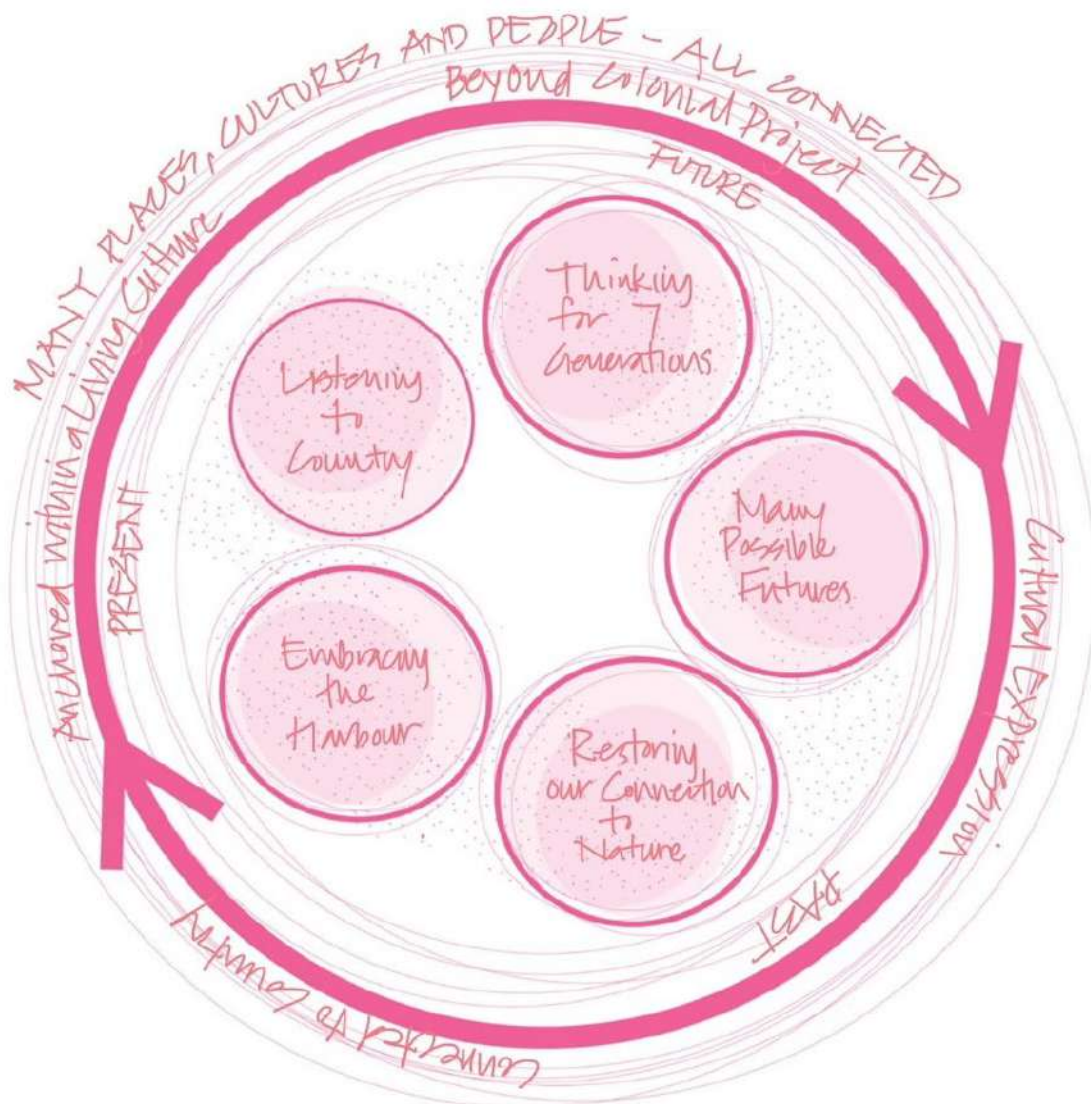 MANY PLACES, CULTURES AND PEOPLE - ALL CONNECTED
Beyond Colonial Project
FUTURE
Anchored within a Living Culture
PRESENT
Thinking
for 7
Generations
Listening
to
Country
Many
Possible
Futures
Embracing
the
Harbour
Restoring
our Connection
to
Nature
Cultural Expression
PAST
Connected to Country